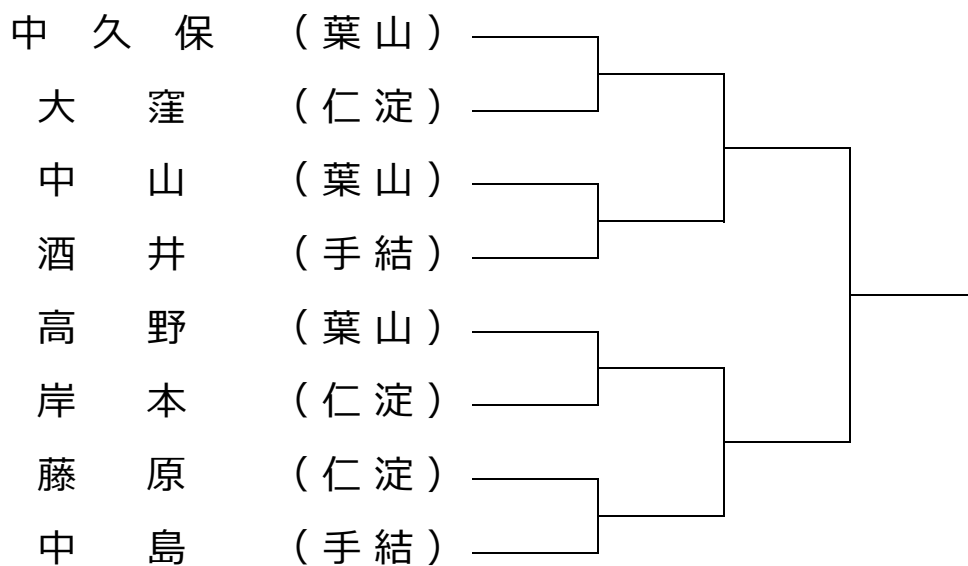 中久保 （葉山）
大窪 （仁淀）
中山 （葉山）
酒井 （手結）
高野 （葉山）
岸本 （仁淀）
藤原 （仁淀）
中島 （手結）